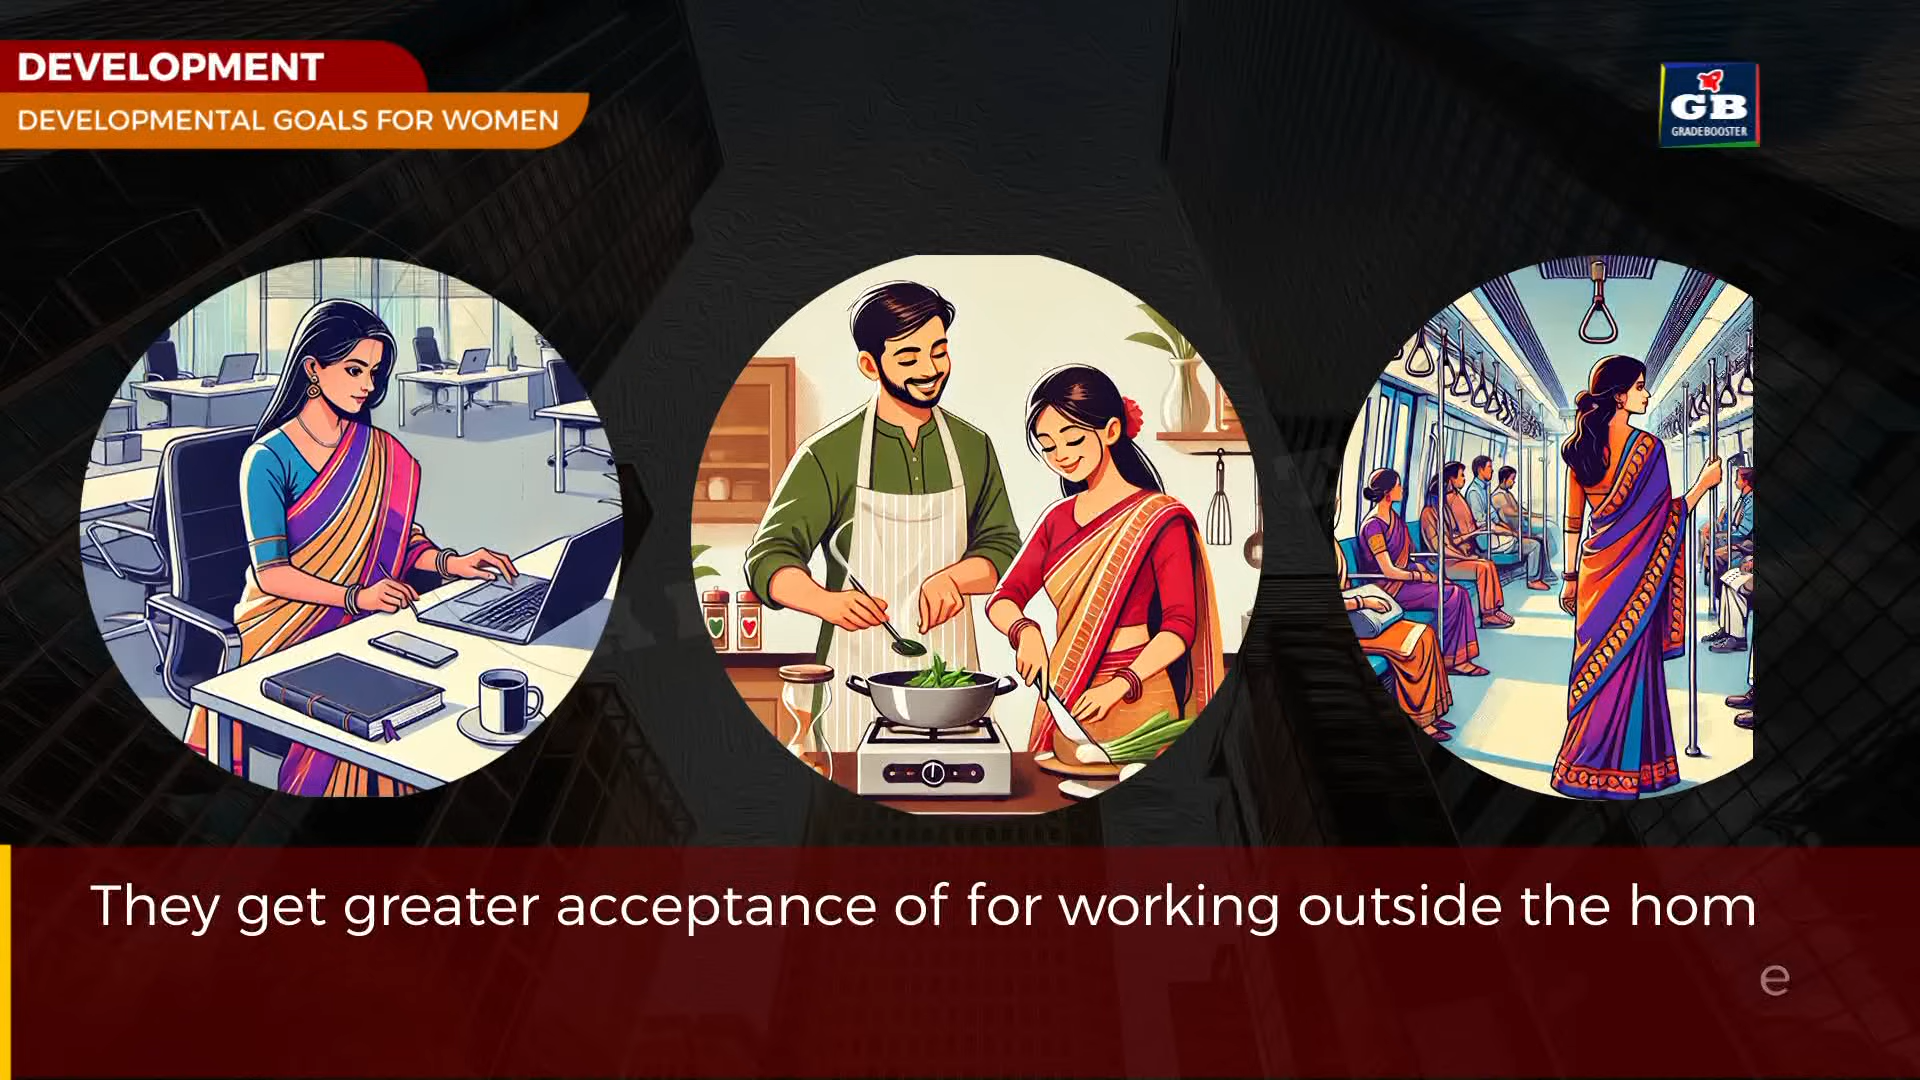 DEVELOPMENT
DEVELOPMENTAL GOALS FOR WOMEN
GB
GRADEBOOSTER
They get greater acceptance of for working outside the hom
e